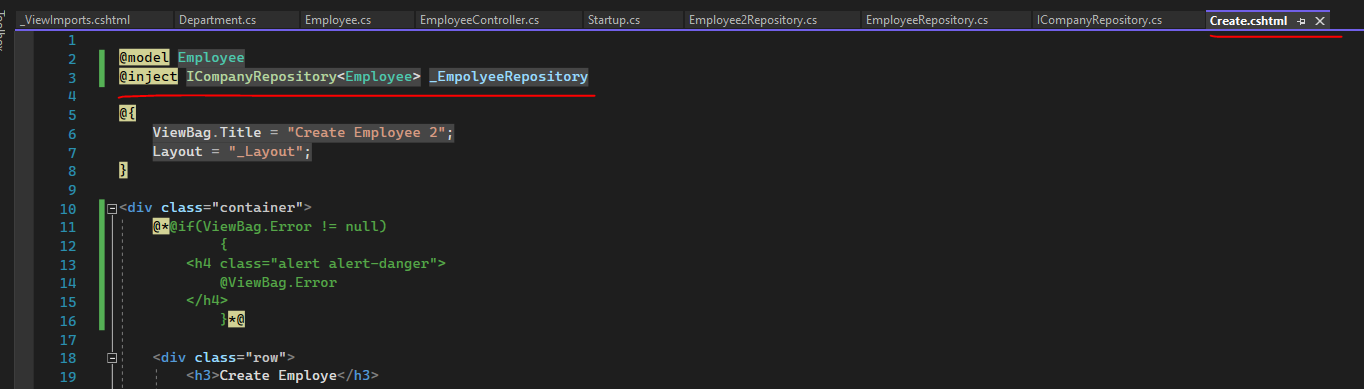 _ViewImports.cshtml Department.cs Employee.cs EmployeeController.cs Startup.cs Employee2Repository.cs EmployeeRepository.cs ICompanyRepository.cs Create.cshtml
Toolbox
1
2 @model Employee
3 @inject ICompanyRepository<Employee> _EmpolyeeRepository
4
5 @{
6 ViewBag.Title = "Create Employee 2";
7 Layout = "_Layout";
8 }
9
10 <div class="container">
11 @*@if(ViewBag.Error != null)
12 {
13 <h4 class="alert alert-danger">
14 @ViewBag.Error
15 </h4>
16 }*@
17
18 <div class="row">
19 <h3>Create Employe</h3>